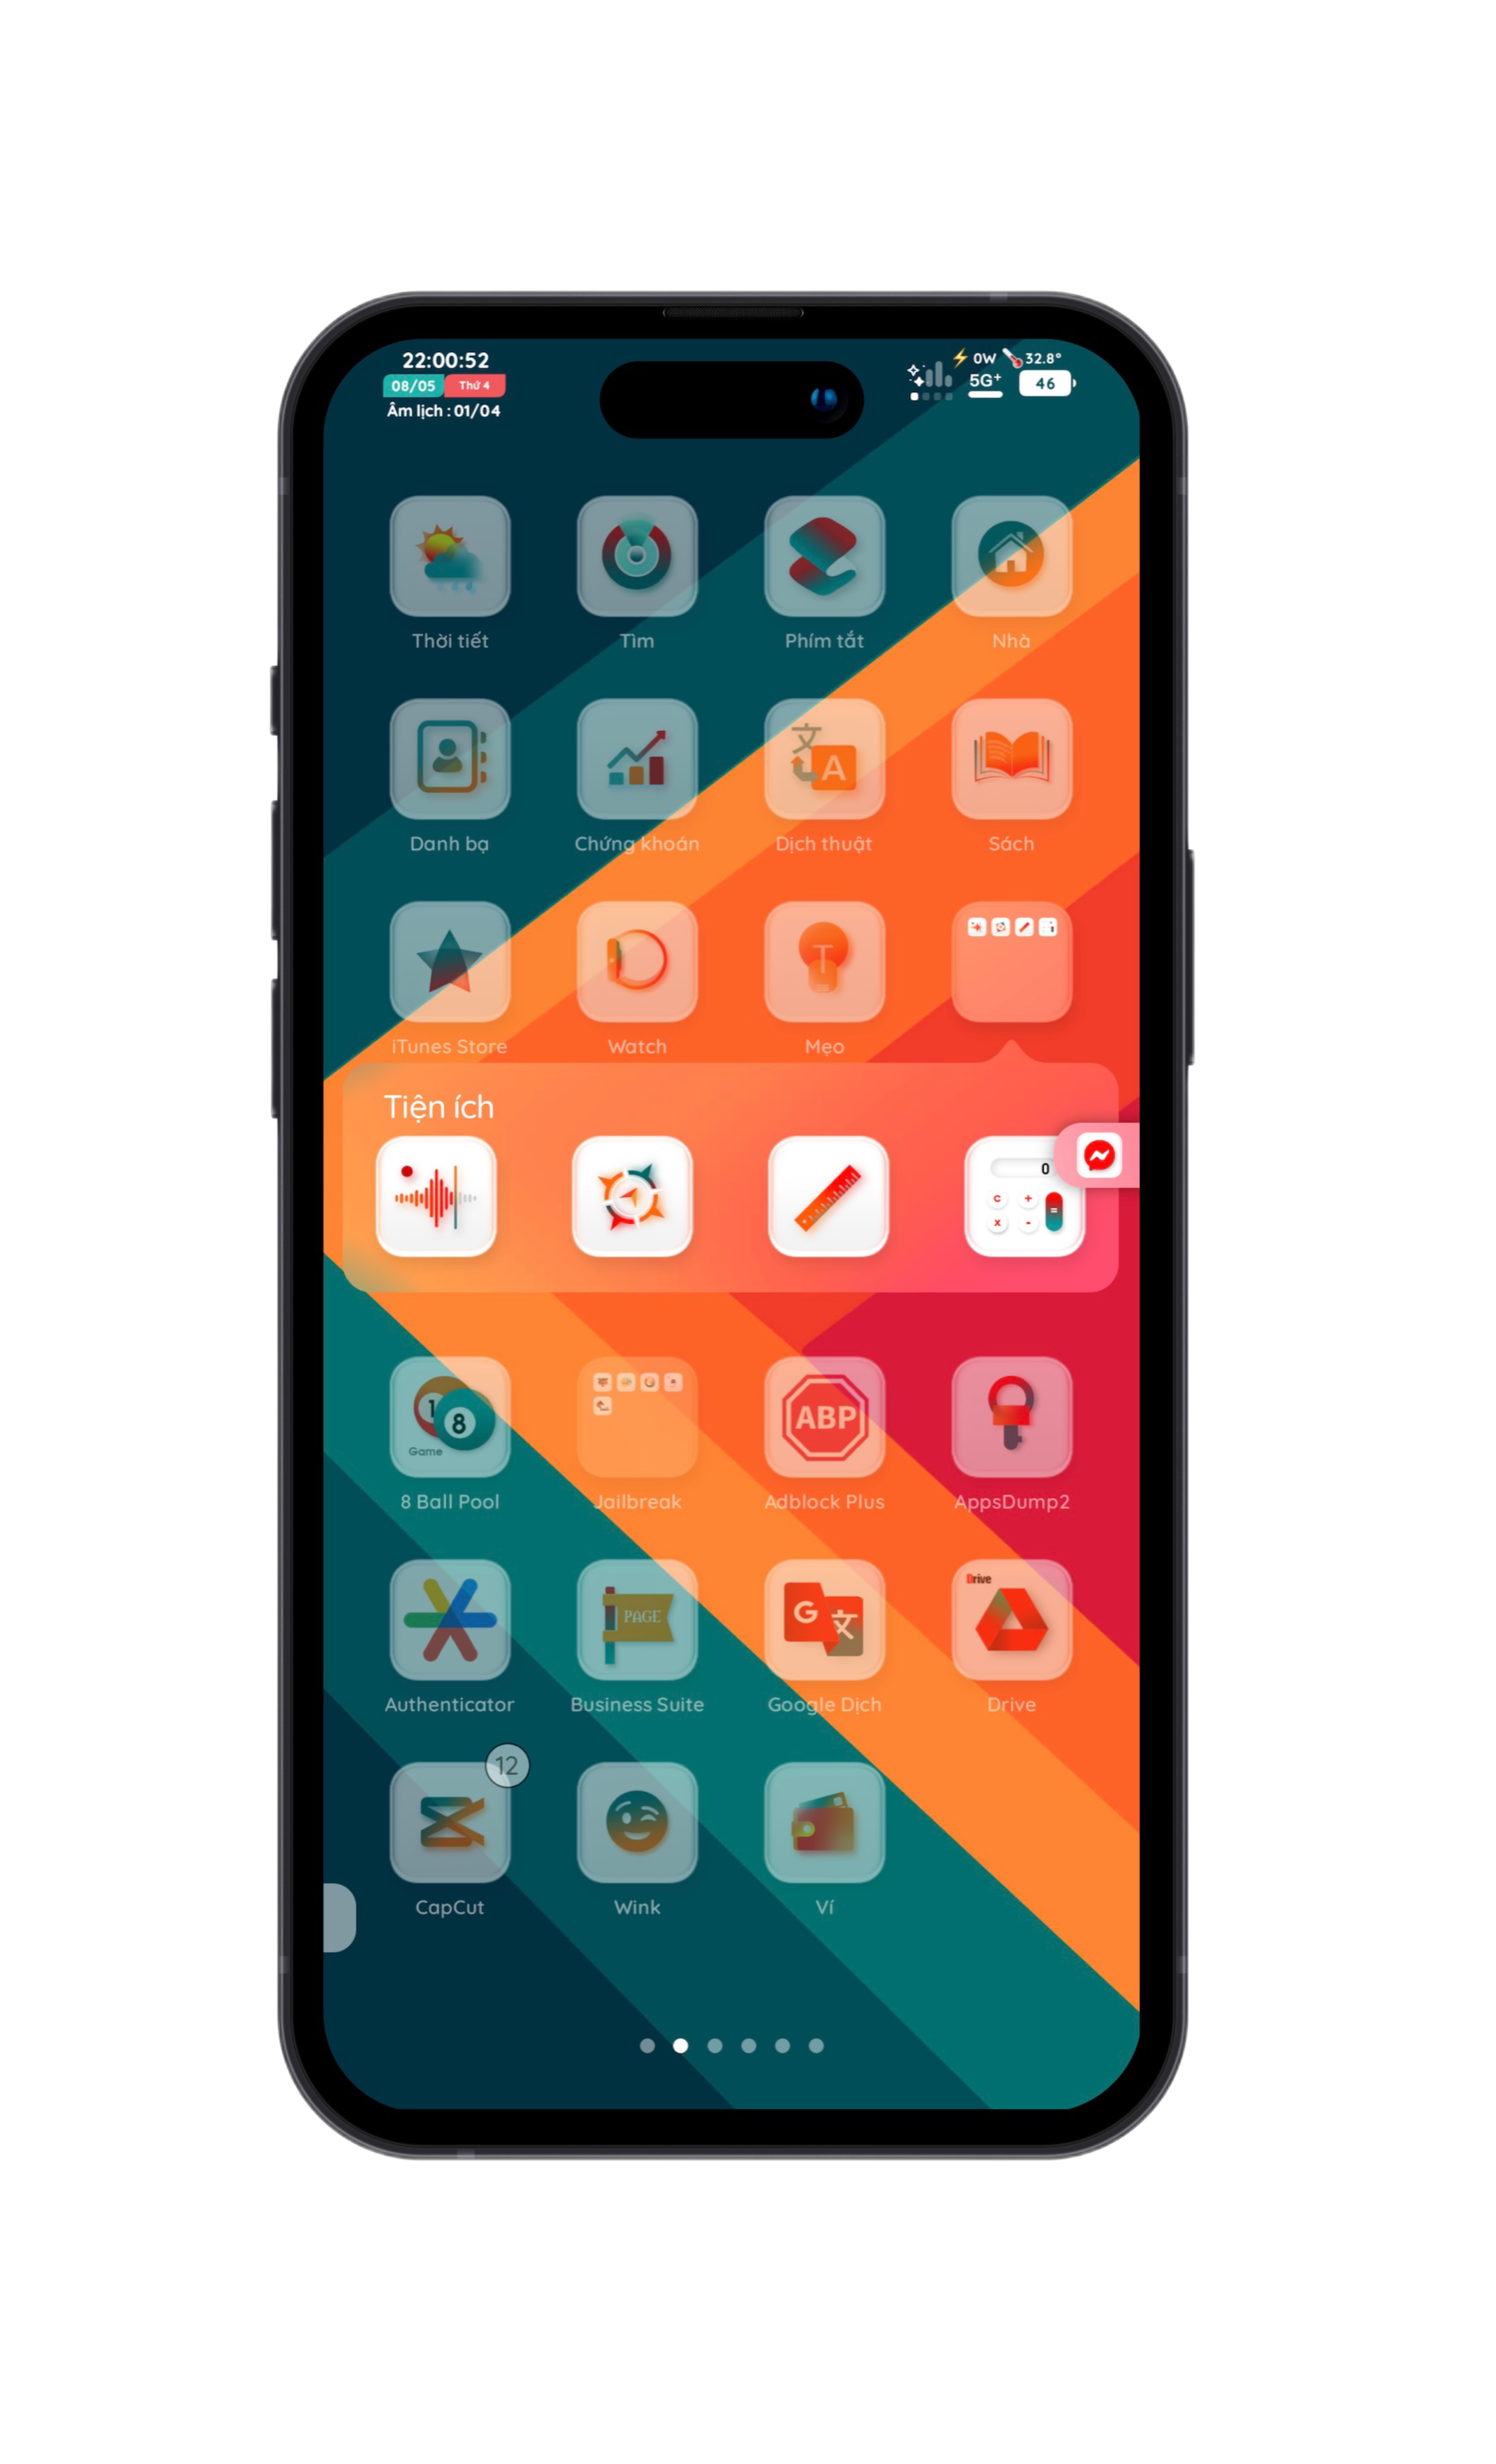 22:00:52
08/05 Thứ 4
Âm lịch : 01/04
0W 32.8°
5G+ 46
Thời tiết Tìm Phím tắt Nhà
文 A
Danh bạ Chứng khoán Dịch thuật Sách
T
iTunes Store Watch Mẹo
Tiện ích
0
C +
x - =
1 8 Game
ABP
8 Ball Pool Jailbreak Adblock Plus AppsDump2
PAGE G 文 Drive
Authenticator Business Suite Google Dịch Drive
12
CapCut Wink Ví